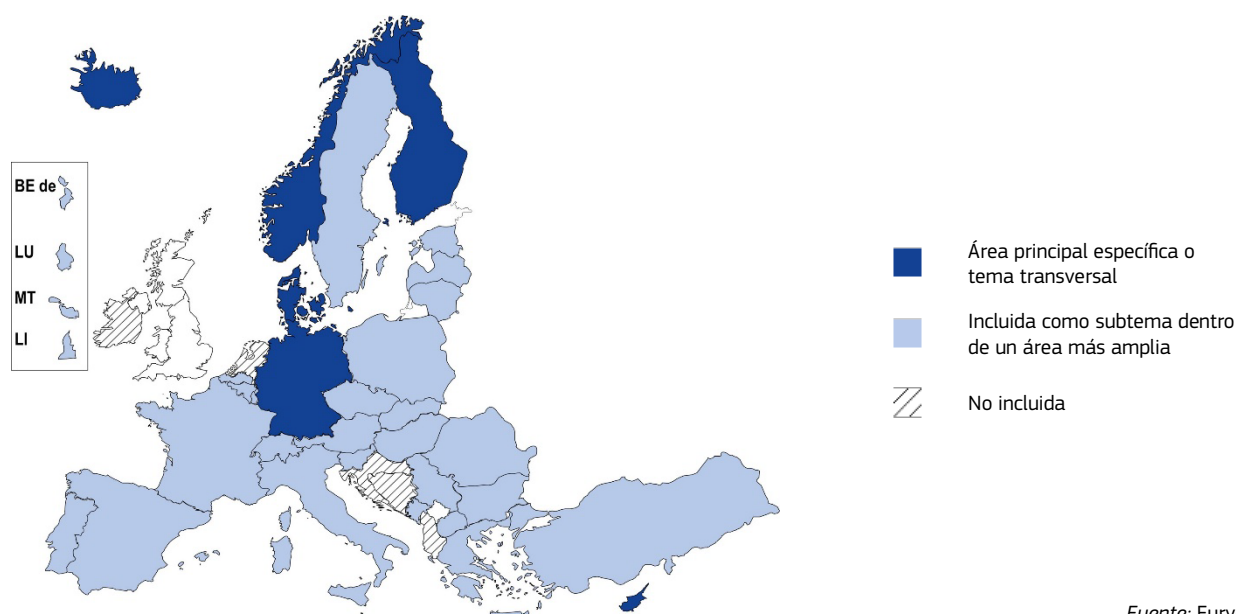 BE de
LU
MT
LI
Área principal específica o
tema transversal
Incluida como subtema dentro
de un área más amplia
No incluida
Fuente: Eury